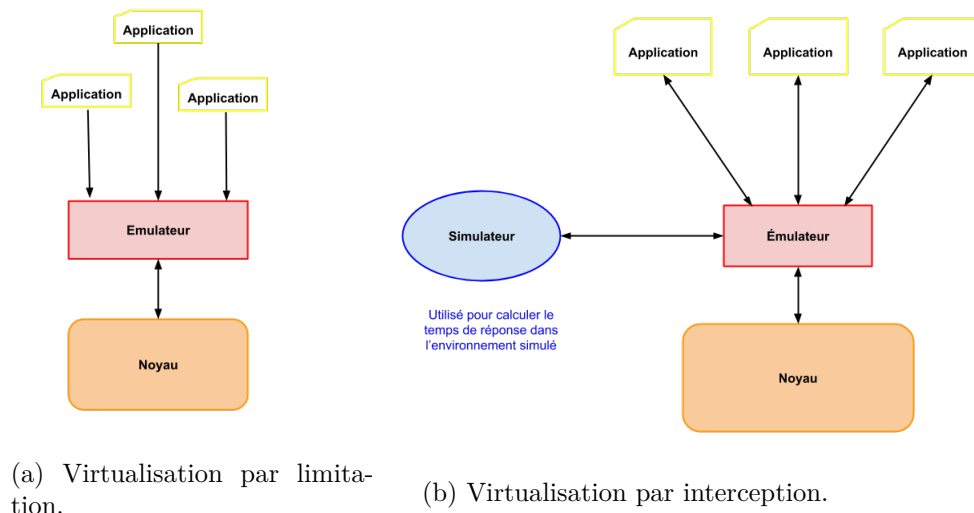 Application
Application
Application
Emulateur
Noyau
(a) Virtualisation par limita-
tion.
Application
Application
Application
Simulateur
Émulateur
Utilisé pour calculer le
temps de réponse dans
l'environnement simulé
Noyau
(b) Virtualisation par interception.